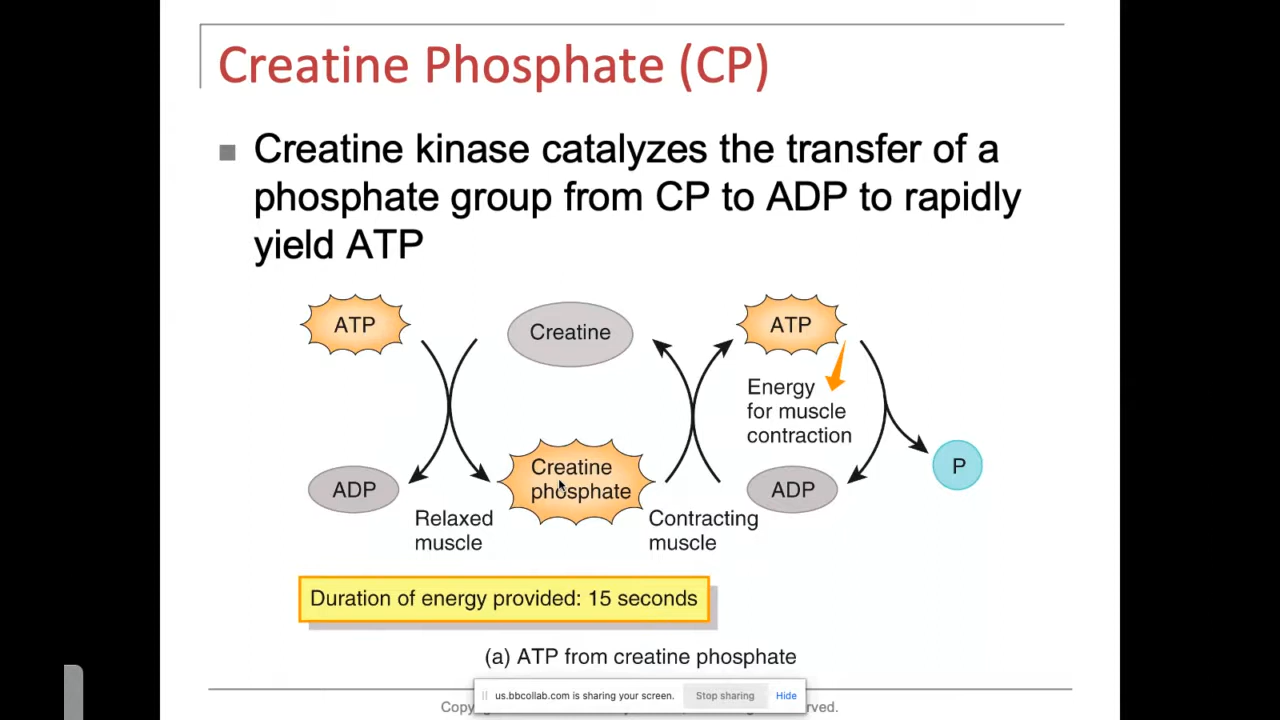 Creatine Phosphate (CP)
Creatine kinase catalyzes the transfer of a
phosphate group from CP to ADP to rapidly
yield ATP
ATP
Creatine
ATP
Energy
for muscle
contraction
P
ADP
Creatine
phosphate
ADP
Relaxed
muscle
Contracting
muscle
Duration of energy provided: 15 seconds
(a) ATP from creatine phosphate
us.bbcollab.com is sharing your screen. Stop sharing Hide